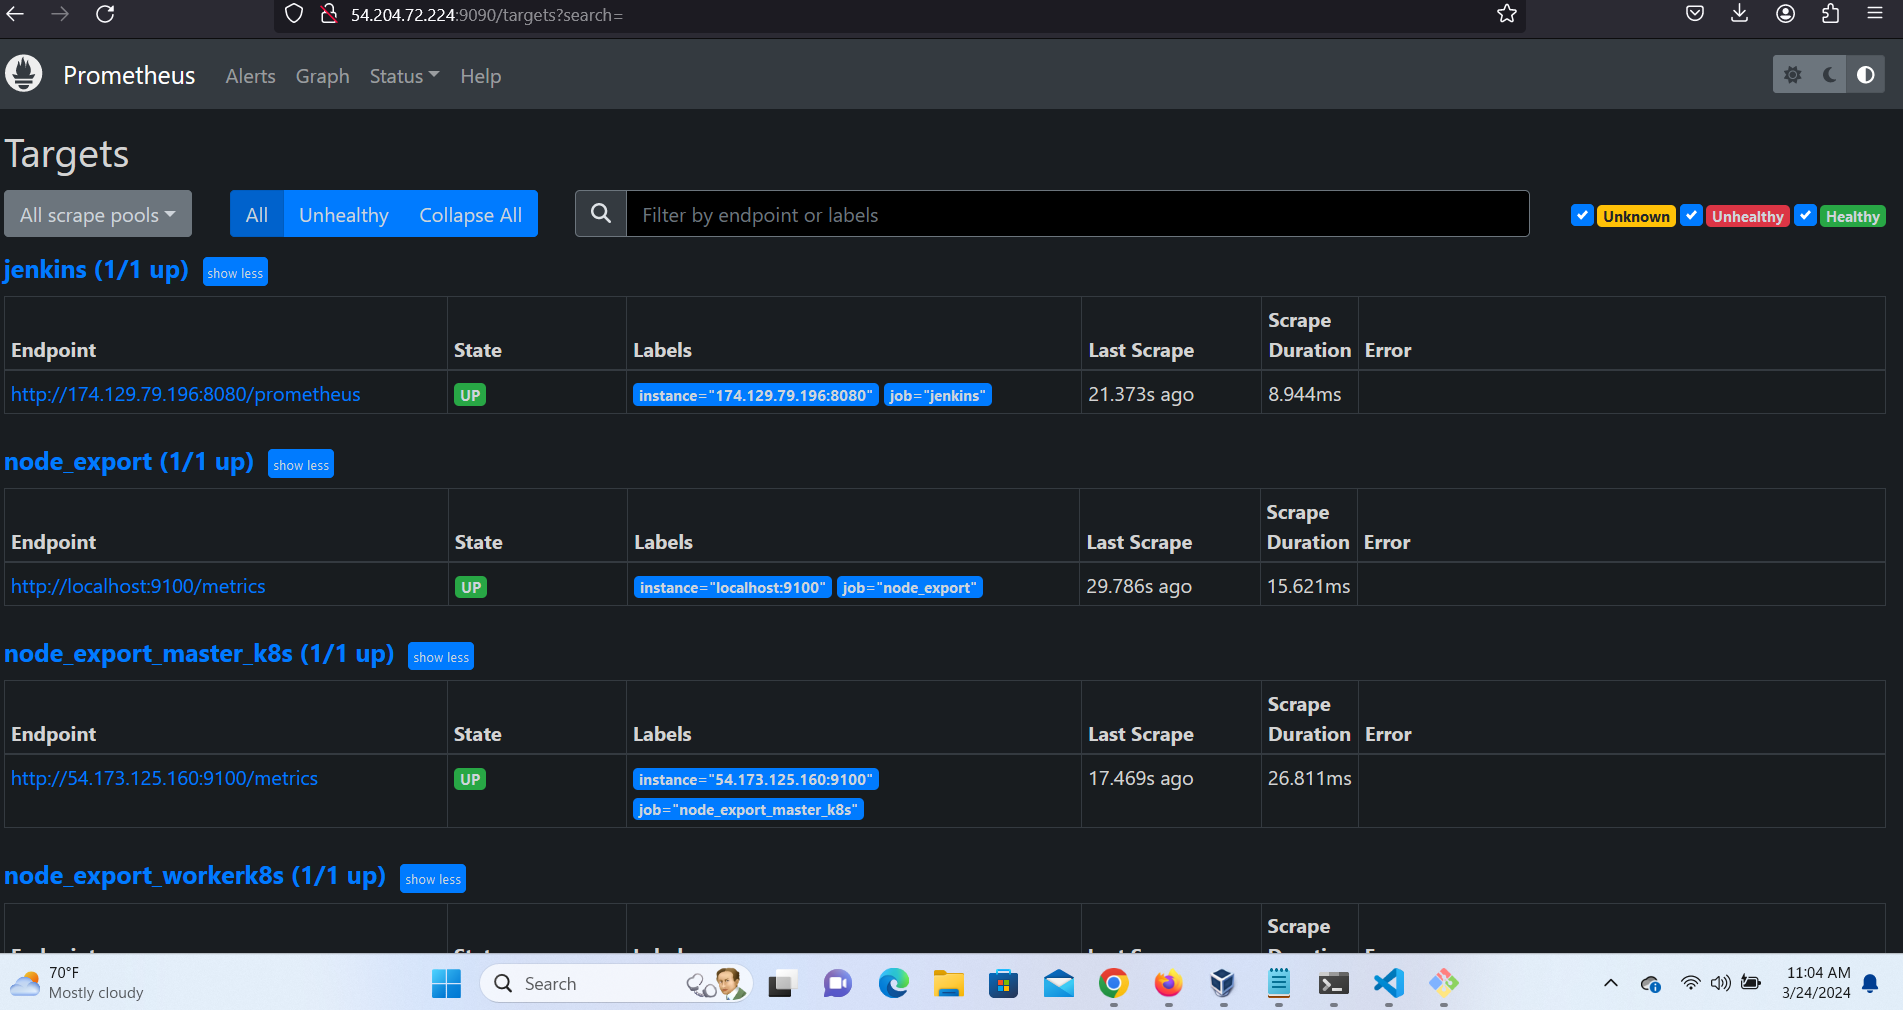 54.204.72.224:9090/targets?search=
Prometheus Alerts Graph Status Help
Targets
All scrape pools All Unhealthy Collapse All Filter by endpoint or labels Unknown Unhealthy Healthy
jenkins (1/1 up) show less
Endpoint State Labels Last Scrape Scrape Duration Error
http://174.129.79.196:8080/prometheus UP instance="174.129.79.196:8080" job="jenkins" 21.373s ago 8.944ms
node_export (1/1 up) show less
Endpoint State Labels Last Scrape Scrape Duration Error
http://localhost:9100/metrics UP instance="localhost:9100" job="node_export" 29.786s ago 15.621ms
node_export_master_k8s (1/1 up) show less
Endpoint State Labels Last Scrape Scrape Duration Error
http://54.173.125.160:9100/metrics UP instance="54.173.125.160:9100" 17.469s ago 26.811ms
job="node_export_master_k8s"
node_export_workerk8s (1/1 up) show less
Scrape
70°F
Mostly cloudy
Search
11:04 AM
3/24/2024